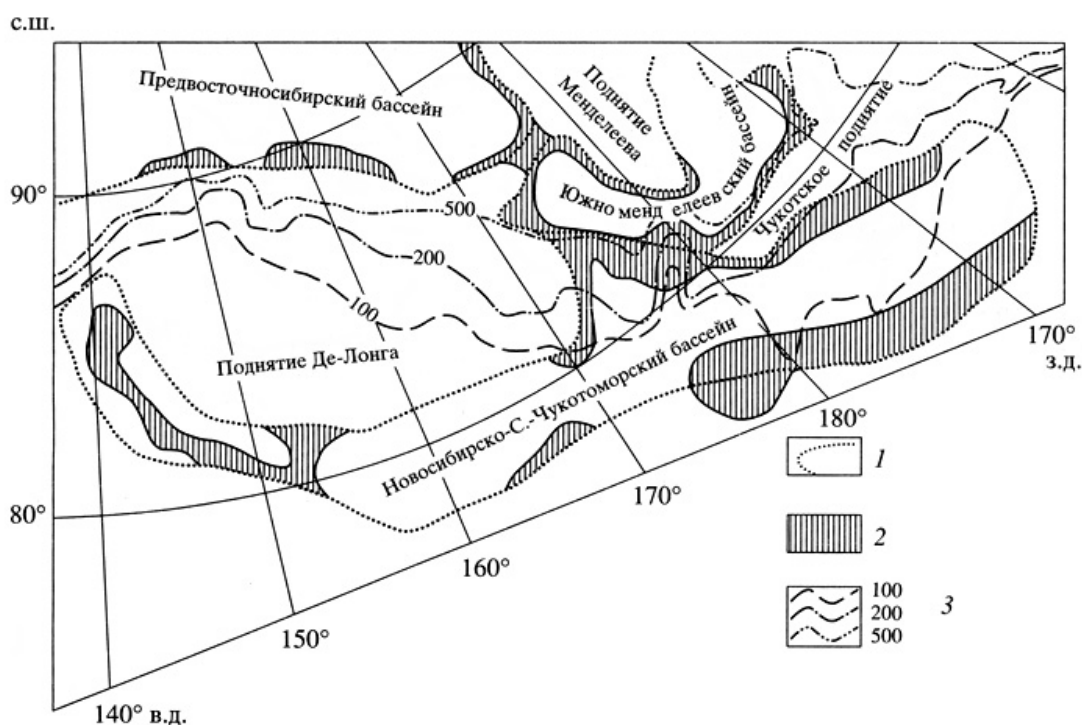 с.ш.
Предвосточносибирский бассейн
Поднятие
Менделеева
Южно менд елеев ский бассейн
Чукотское поднятие
90°
500
200
100
Поднятие Де-Лонга
Новосибирско-С.-Чукотоморский бассейн
170°
з.д.
180°
170°
160°
150°
140° в.д.
80°
1
2
100
200
500
3